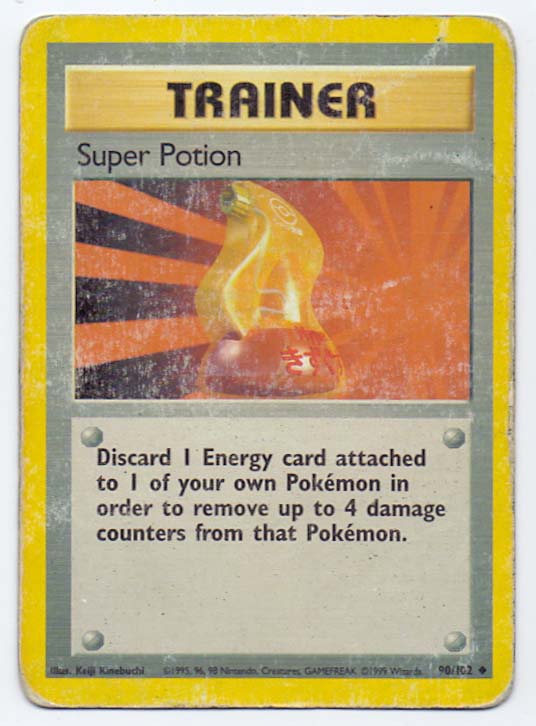 TRAINER
Super Potion
Discard 1 Energy card attached
to 1 of your own Pokémon in
order to remove up to 4 damage
counters from that Pokémon.
Illus. Keiji Kinebuchi ©1995, 96, 98 Nintendo, Creatures, GAMEFREAK. ©1999 Wizards. 90/102 ◆